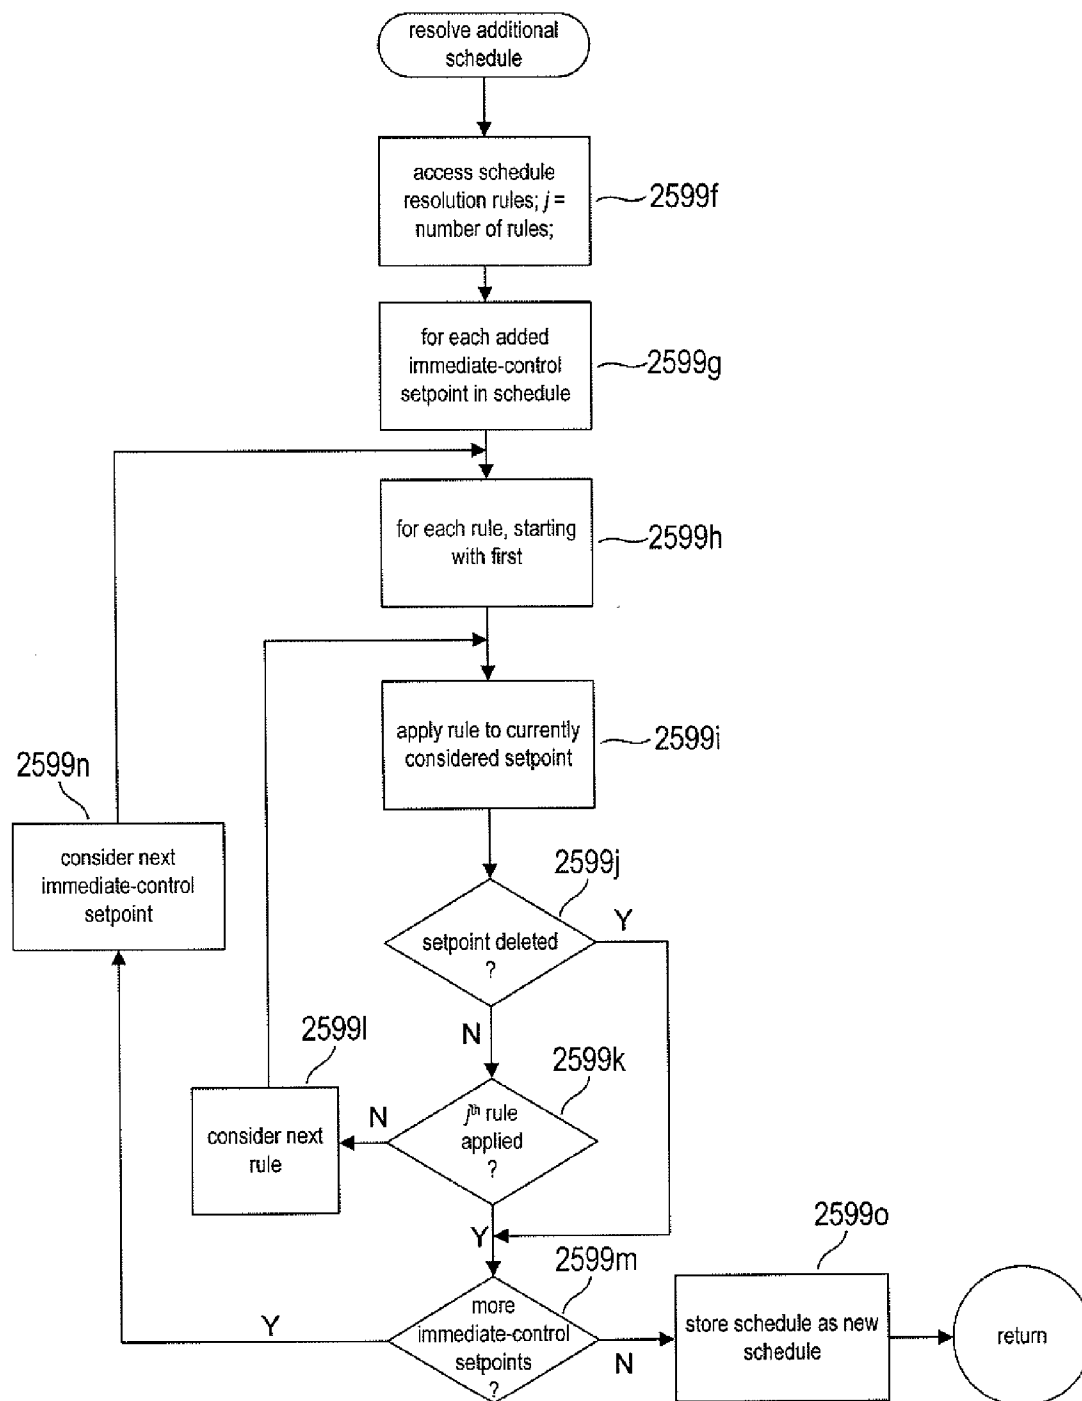 resolve additional
schedule
access schedule
resolution rules; j =
number of rules;
2599f
for each added
immediate-control
setpoint in schedule
2599g
for each rule, starting
with first
2599h
apply rule to currently
considered setpoint
2599i
2599n
consider next
immediate-control
setpoint
2599j
setpoint deleted
?
Y
N
2599l
consider next
rule
N
2599k
jth rule
applied
?
Y
2599m
more
immediate-control
setpoints
?
Y
N
2599o
store schedule as new
schedule
return